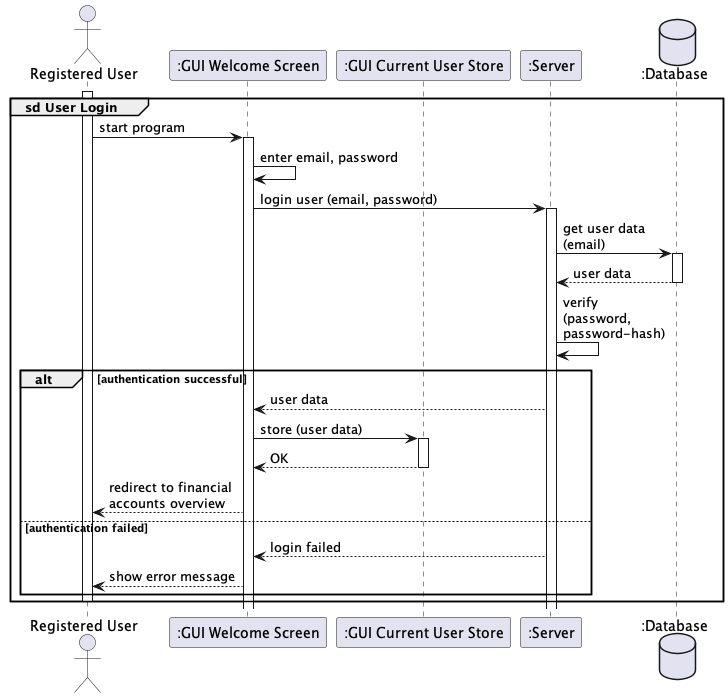 Registered User
:GUI Welcome Screen
:GUI Current User Store
:Server
:Database
sd User Login
start program
enter email, password
login user (email, password)
get user data
(email)
user data
verify
(password,
password-hash)
alt
[authentication successful]
user data
store (user data)
OK
redirect to financial
accounts overview
[authentication failed]
login failed
show error message
Registered User
:GUI Welcome Screen
:GUI Current User Store
:Server
:Database